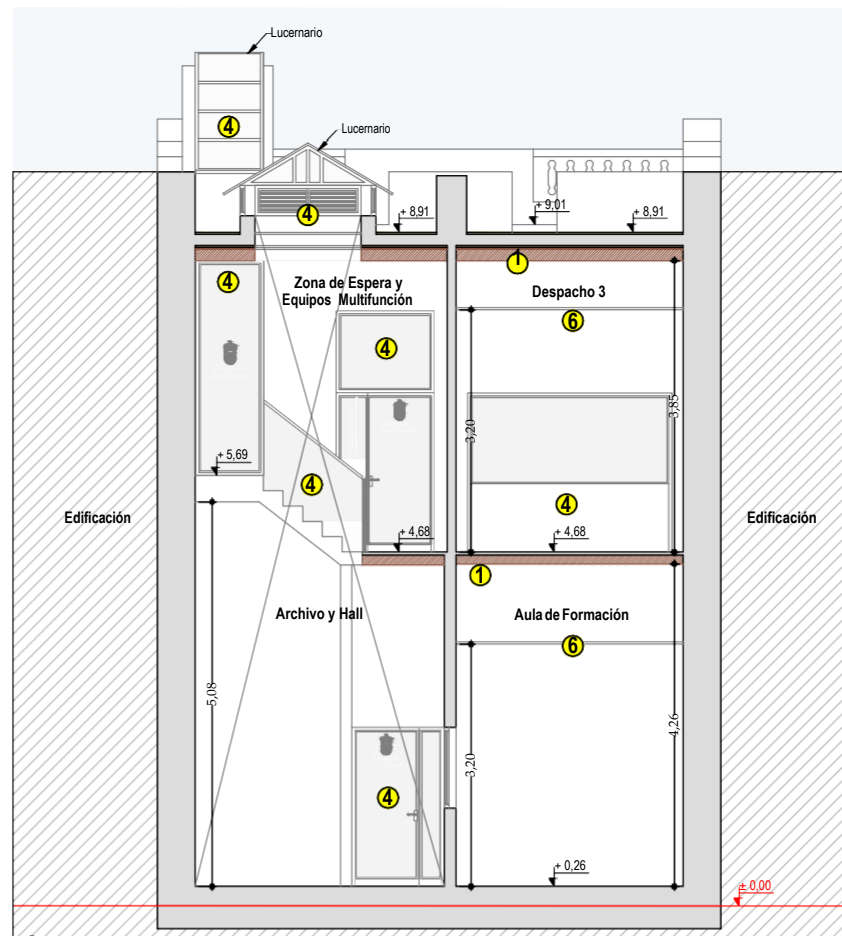 Lucernario
4
Lucernario
4
+ 8,91
+ 9,01
+ 8,91
1
4
Zona de Espera y
Equipos Multifunción
Despacho 3
6
4
3,20
3,85
+ 5,69
4
4
Edificación
Edificación
+ 4,68
+ 4,68
1
Archivo y Hall
Aula de Formación
6
5,08
4,26
3,20
4
+ 0,26
± 0,00